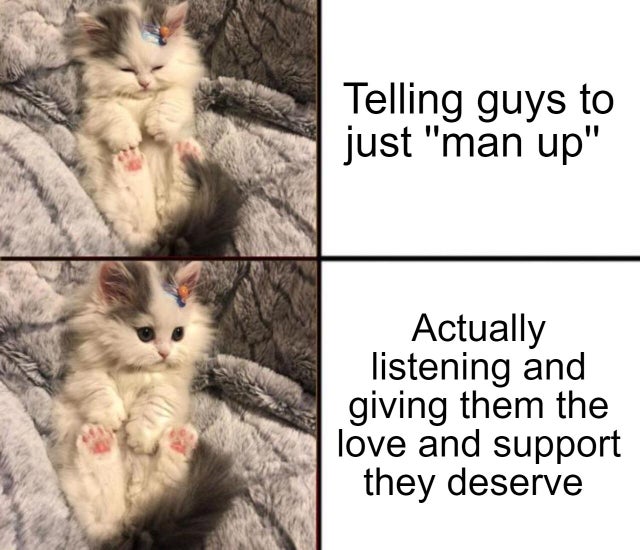 Telling guys to
just "man up"
Actually
listening and
giving them the
love and support
they deserve